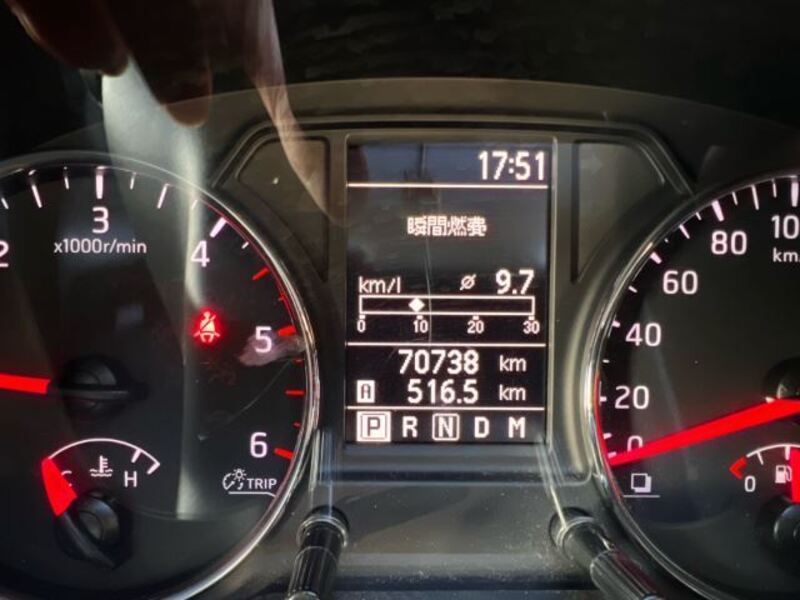 17:51
瞬間燃費
km/l ⌀ 9.7
0 10 20 30
70738 km
A 516.5 km
P R N D M
2 3 4 5 6
x1000r/min
C H
TRIP
0 20 40 60 80 10
km/
0